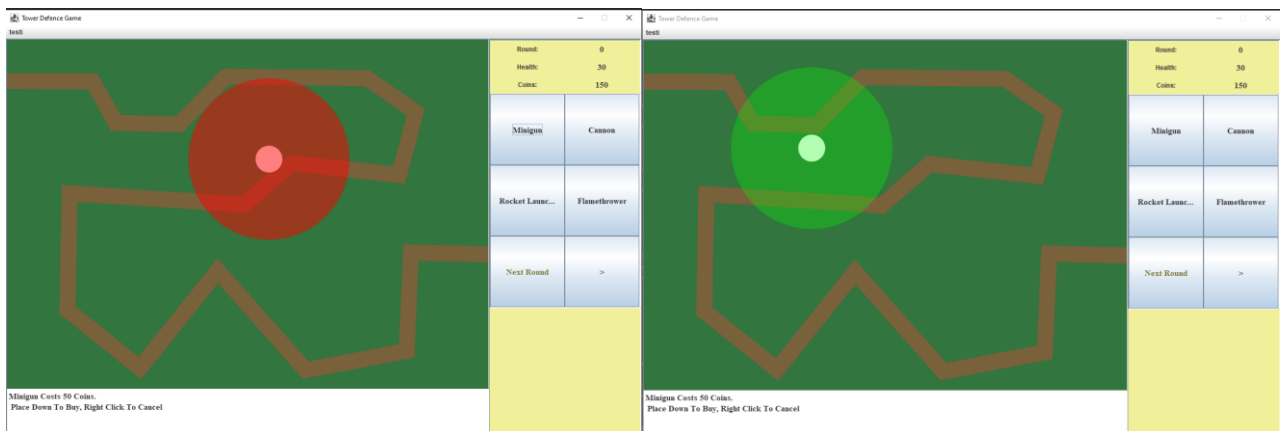 Tower Defence Game
testi
Round: 0
Health: 30
Coins: 150
Minigun Cannon
Rocket Launc... Flamethrower
Next Round >
Minigun Costs 50 Coins.
Place Down To Buy, Right Click To Cancel
Tower Defence Game
testi
Round: 0
Health: 30
Coins: 150
Minigun Cannon
Rocket Launc... Flamethrower
Next Round >
Minigun Costs 50 Coins.
Place Down To Buy, Right Click To Cancel